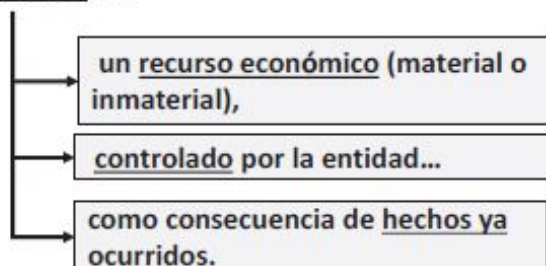 un recurso económico (material o
inmaterial),
controlado por la entidad...
como consecuencia de hechos ya
ocurridos.